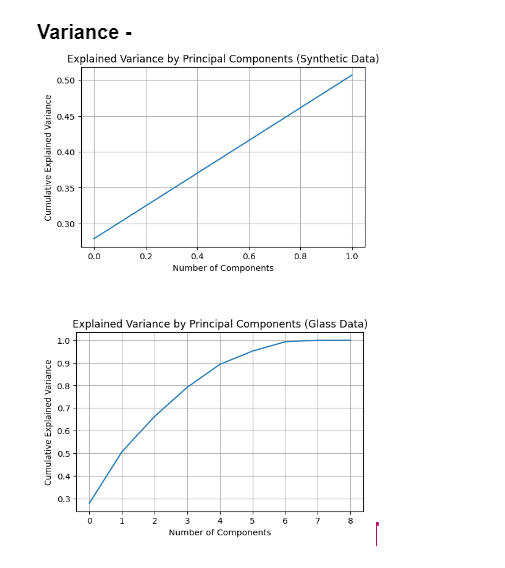 Variance -
Explained Variance by Principal Components (Synthetic Data)
0.50
0.45
0.40
0.35
0.30
Cumulative Explained Variance
0.0 0.2 0.4 0.6 0.8 1.0
Number of Components
Explained Variance by Principal Components (Glass Data)
1.0
0.9
0.8
0.7
0.6
0.5
0.4
0.3
Cumulative Explained Variance
0 1 2 3 4 5 6 7 8
Number of Components